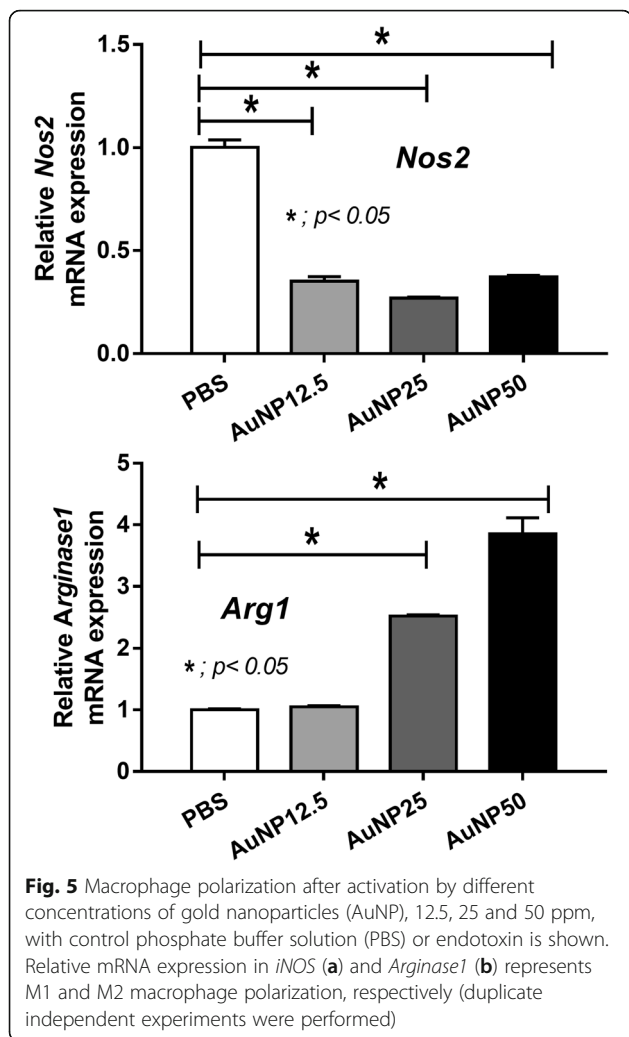 *
*
*
1.5
1.0
0.5
0.0
Relative Nos2
mRNA expression
Nos2
* ; p< 0.05
PBS
AuNP12.5
AuNP25
AuNP50
*
*
5
4
3
2
1
0
Relative Arginase1
mRNA expression
Arg1
* ; p< 0.05
PBS
AuNP12.5
AuNP25
AuNP50
Fig. 5 Macrophage polarization after activation by different
concentrations of gold nanoparticles (AuNP), 12.5, 25 and 50 ppm,
with control phosphate buffer solution (PBS) or endotoxin is shown.
Relative mRNA expression in iNOS (a) and Arginase1 (b) represents
M1 and M2 macrophage polarization, respectively (duplicate
independent experiments were performed)